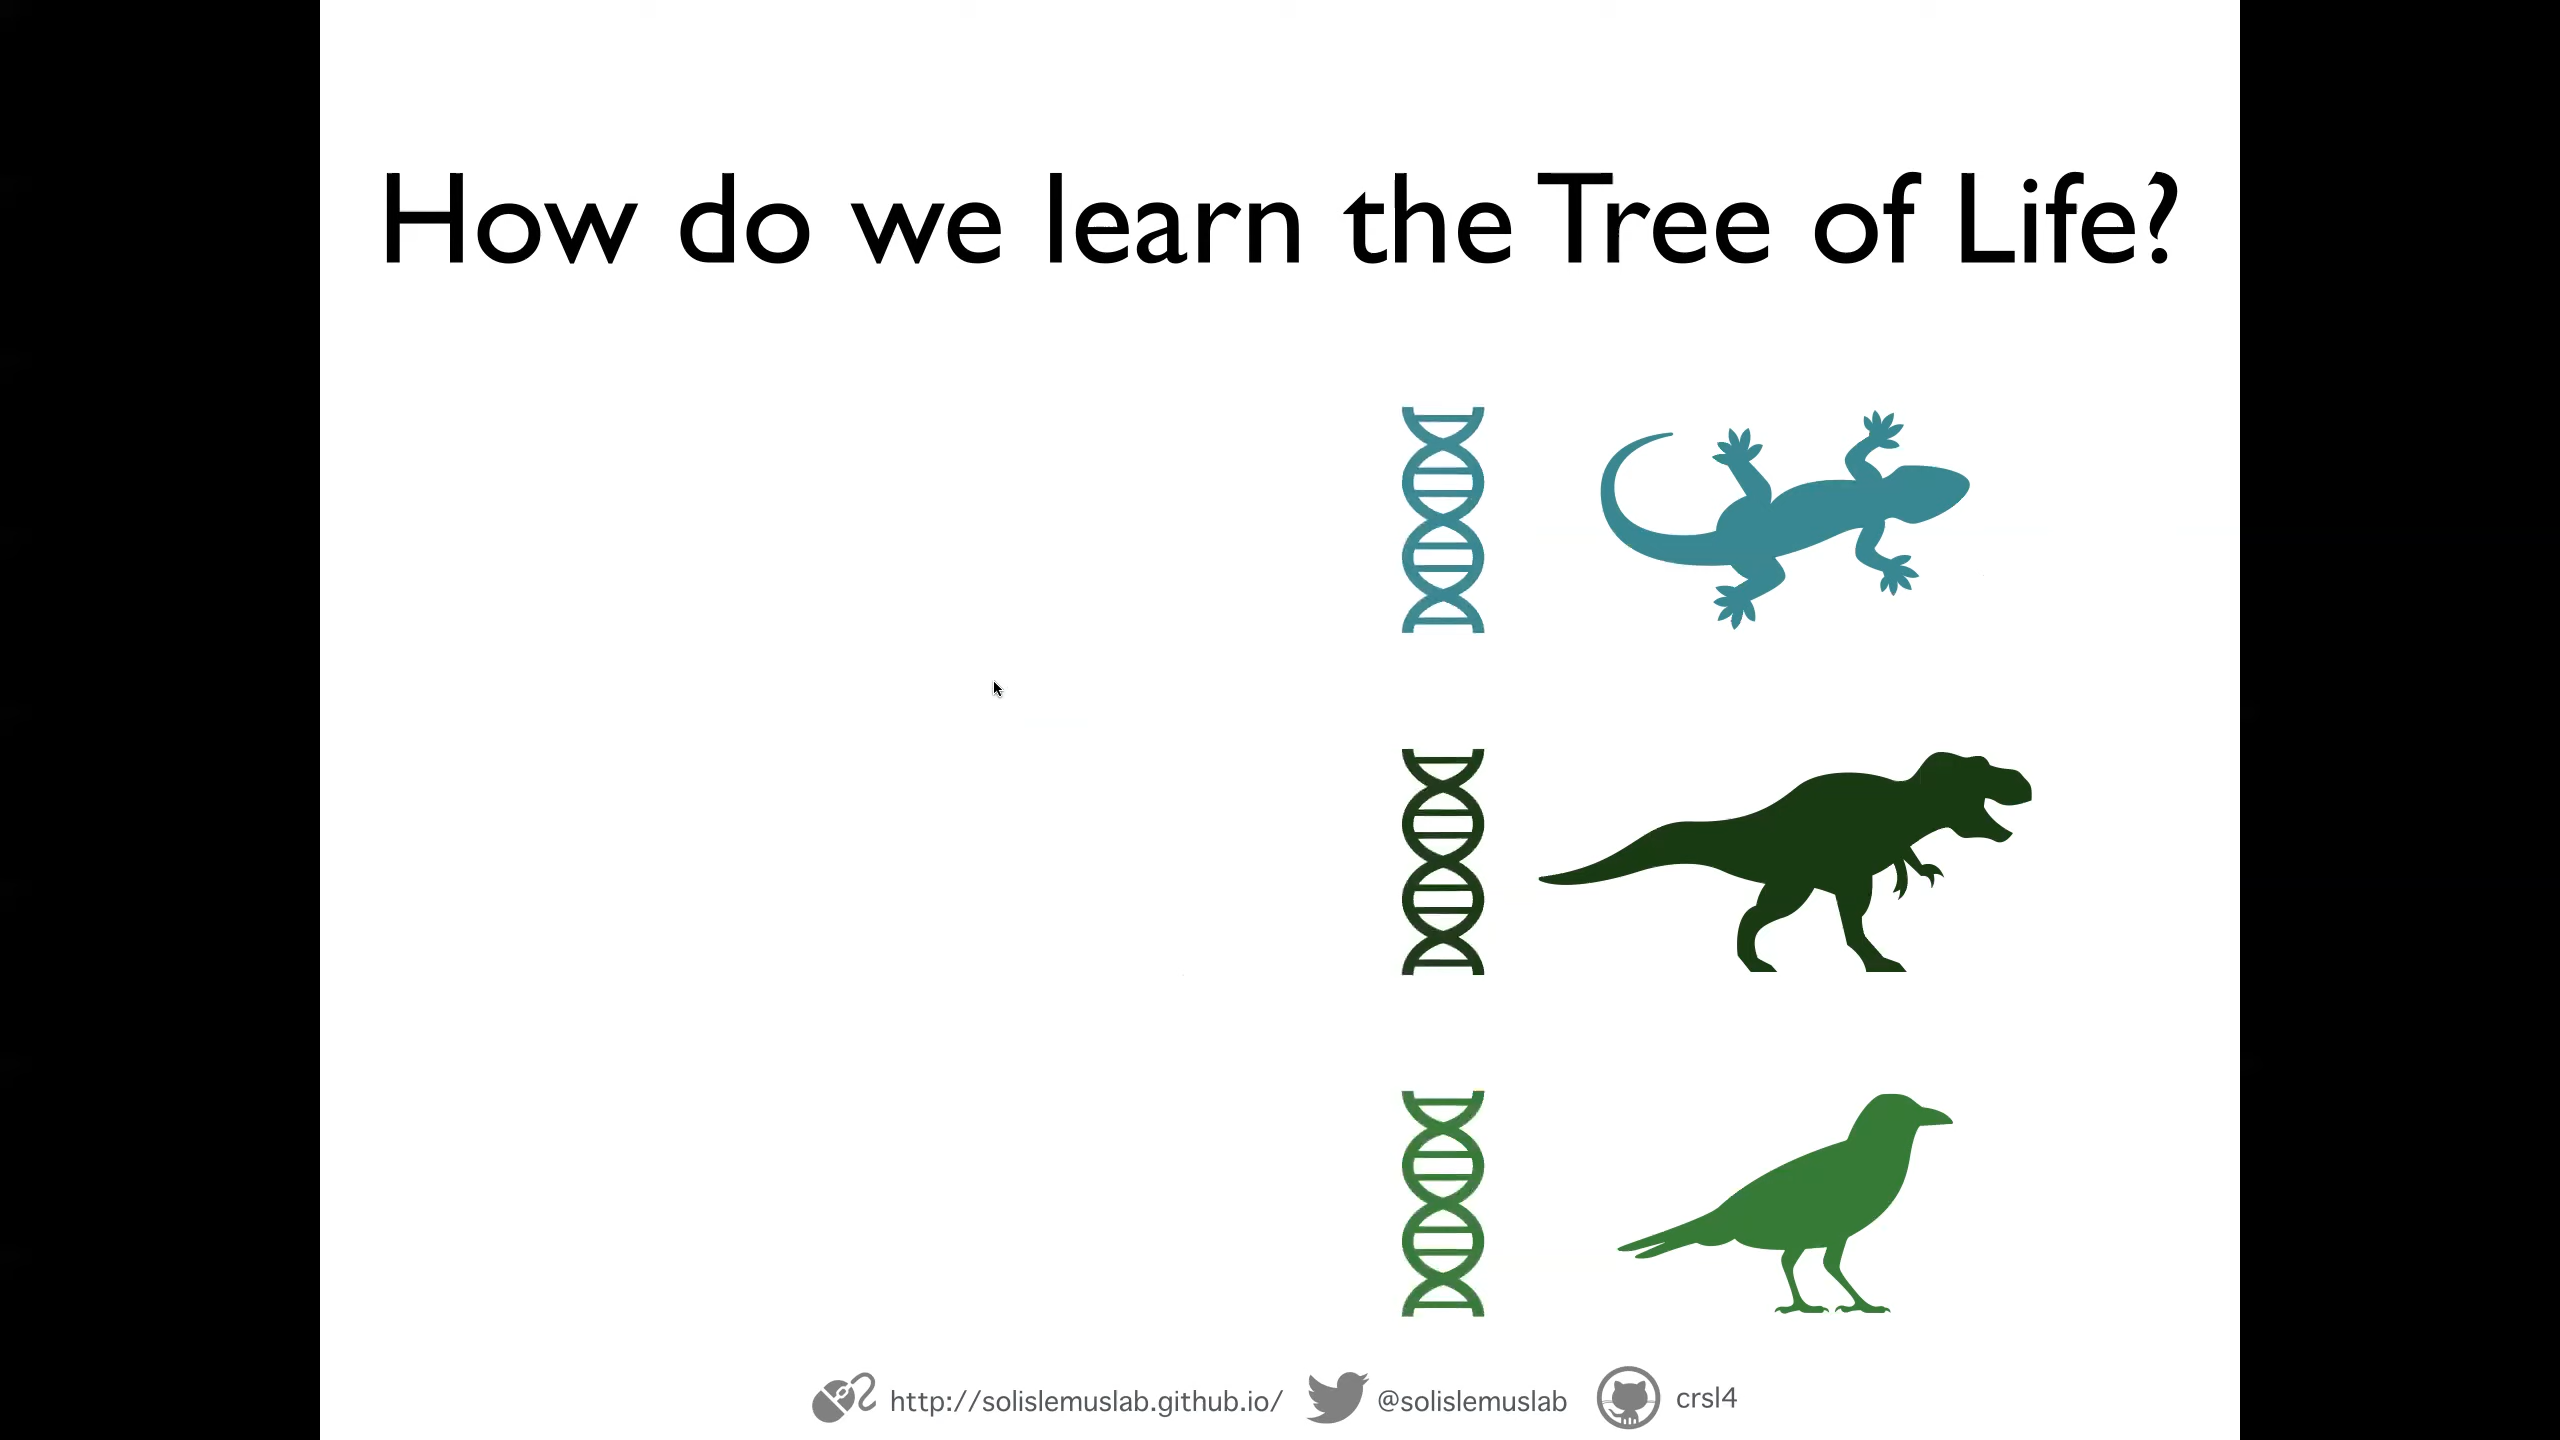 How do we learn the Tree of Life?
http://solislemuslab.github.io/ @solislemuslab crsl4